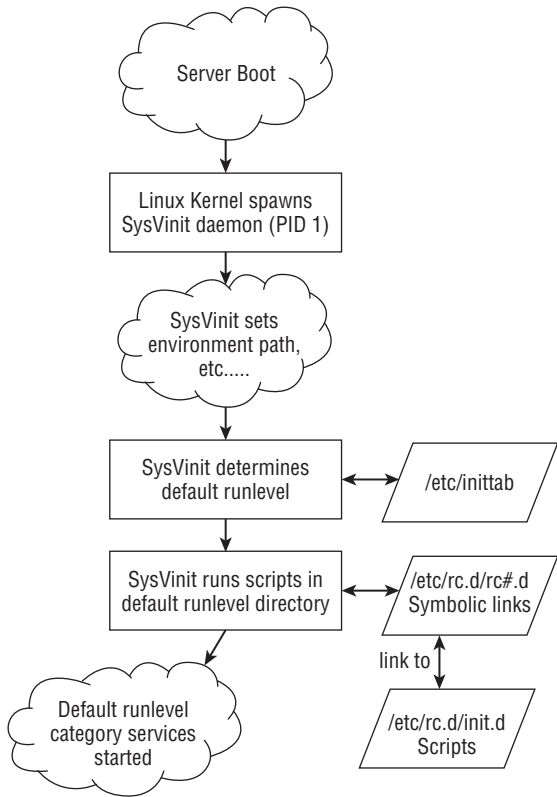 Server Boot
Linux Kernel spawns
SysVinit daemon (PID 1)
SysVinit sets
environment path,
etc.....
SysVinit determines
default runlevel
/etc/inittab
SysVinit runs scripts in
default runlevel directory
/etc/rc.d/rc#.d
Symbolic links
link to
Default runlevel
category services
started
/etc/rc.d/init.d
Scripts